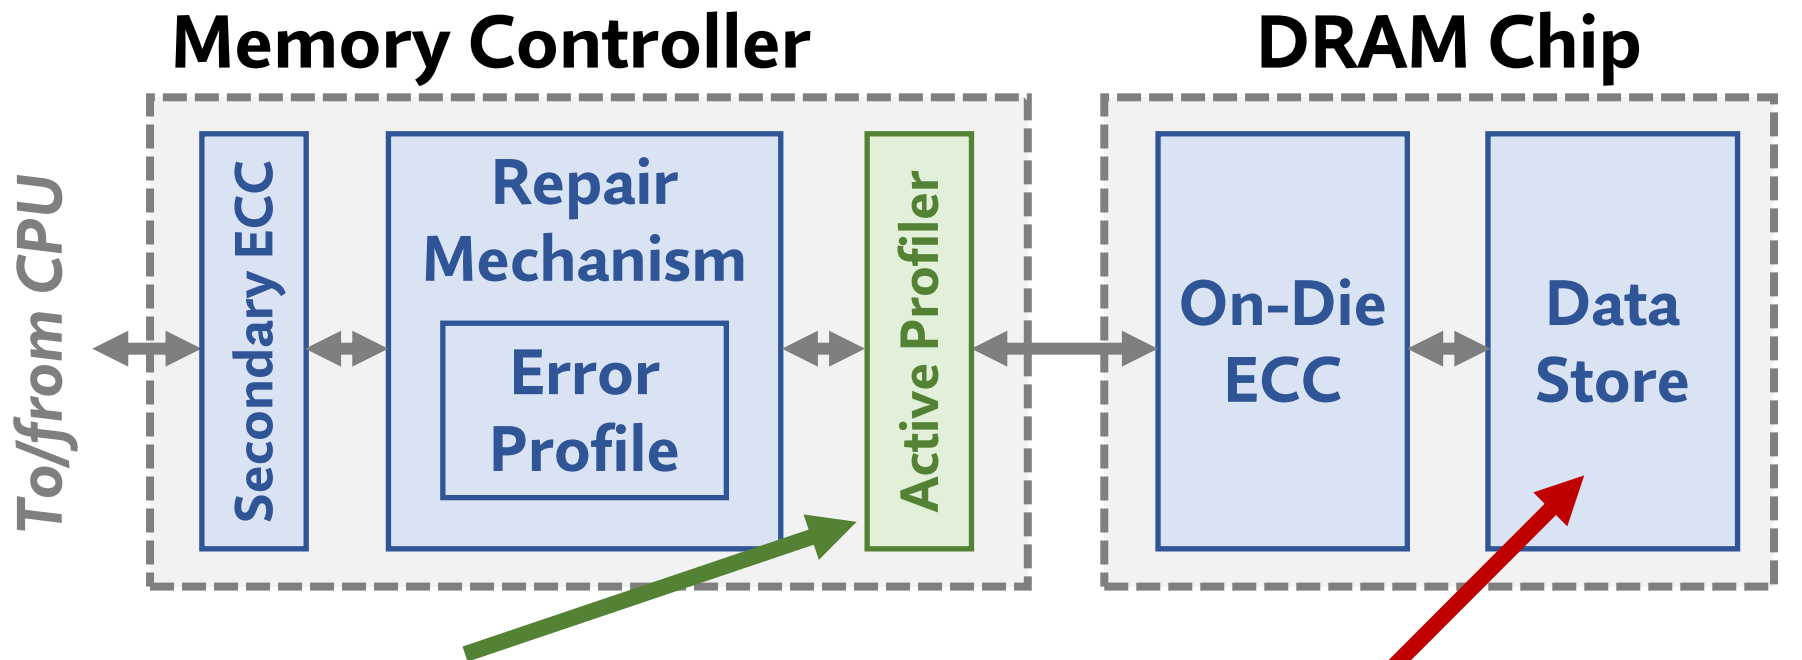 Memory Controller
DRAM Chip
To/from CPU
Secondary ECC
Repair
Mechanism
Error
Profile
Active Profiler
On-Die
ECC
Data
Store